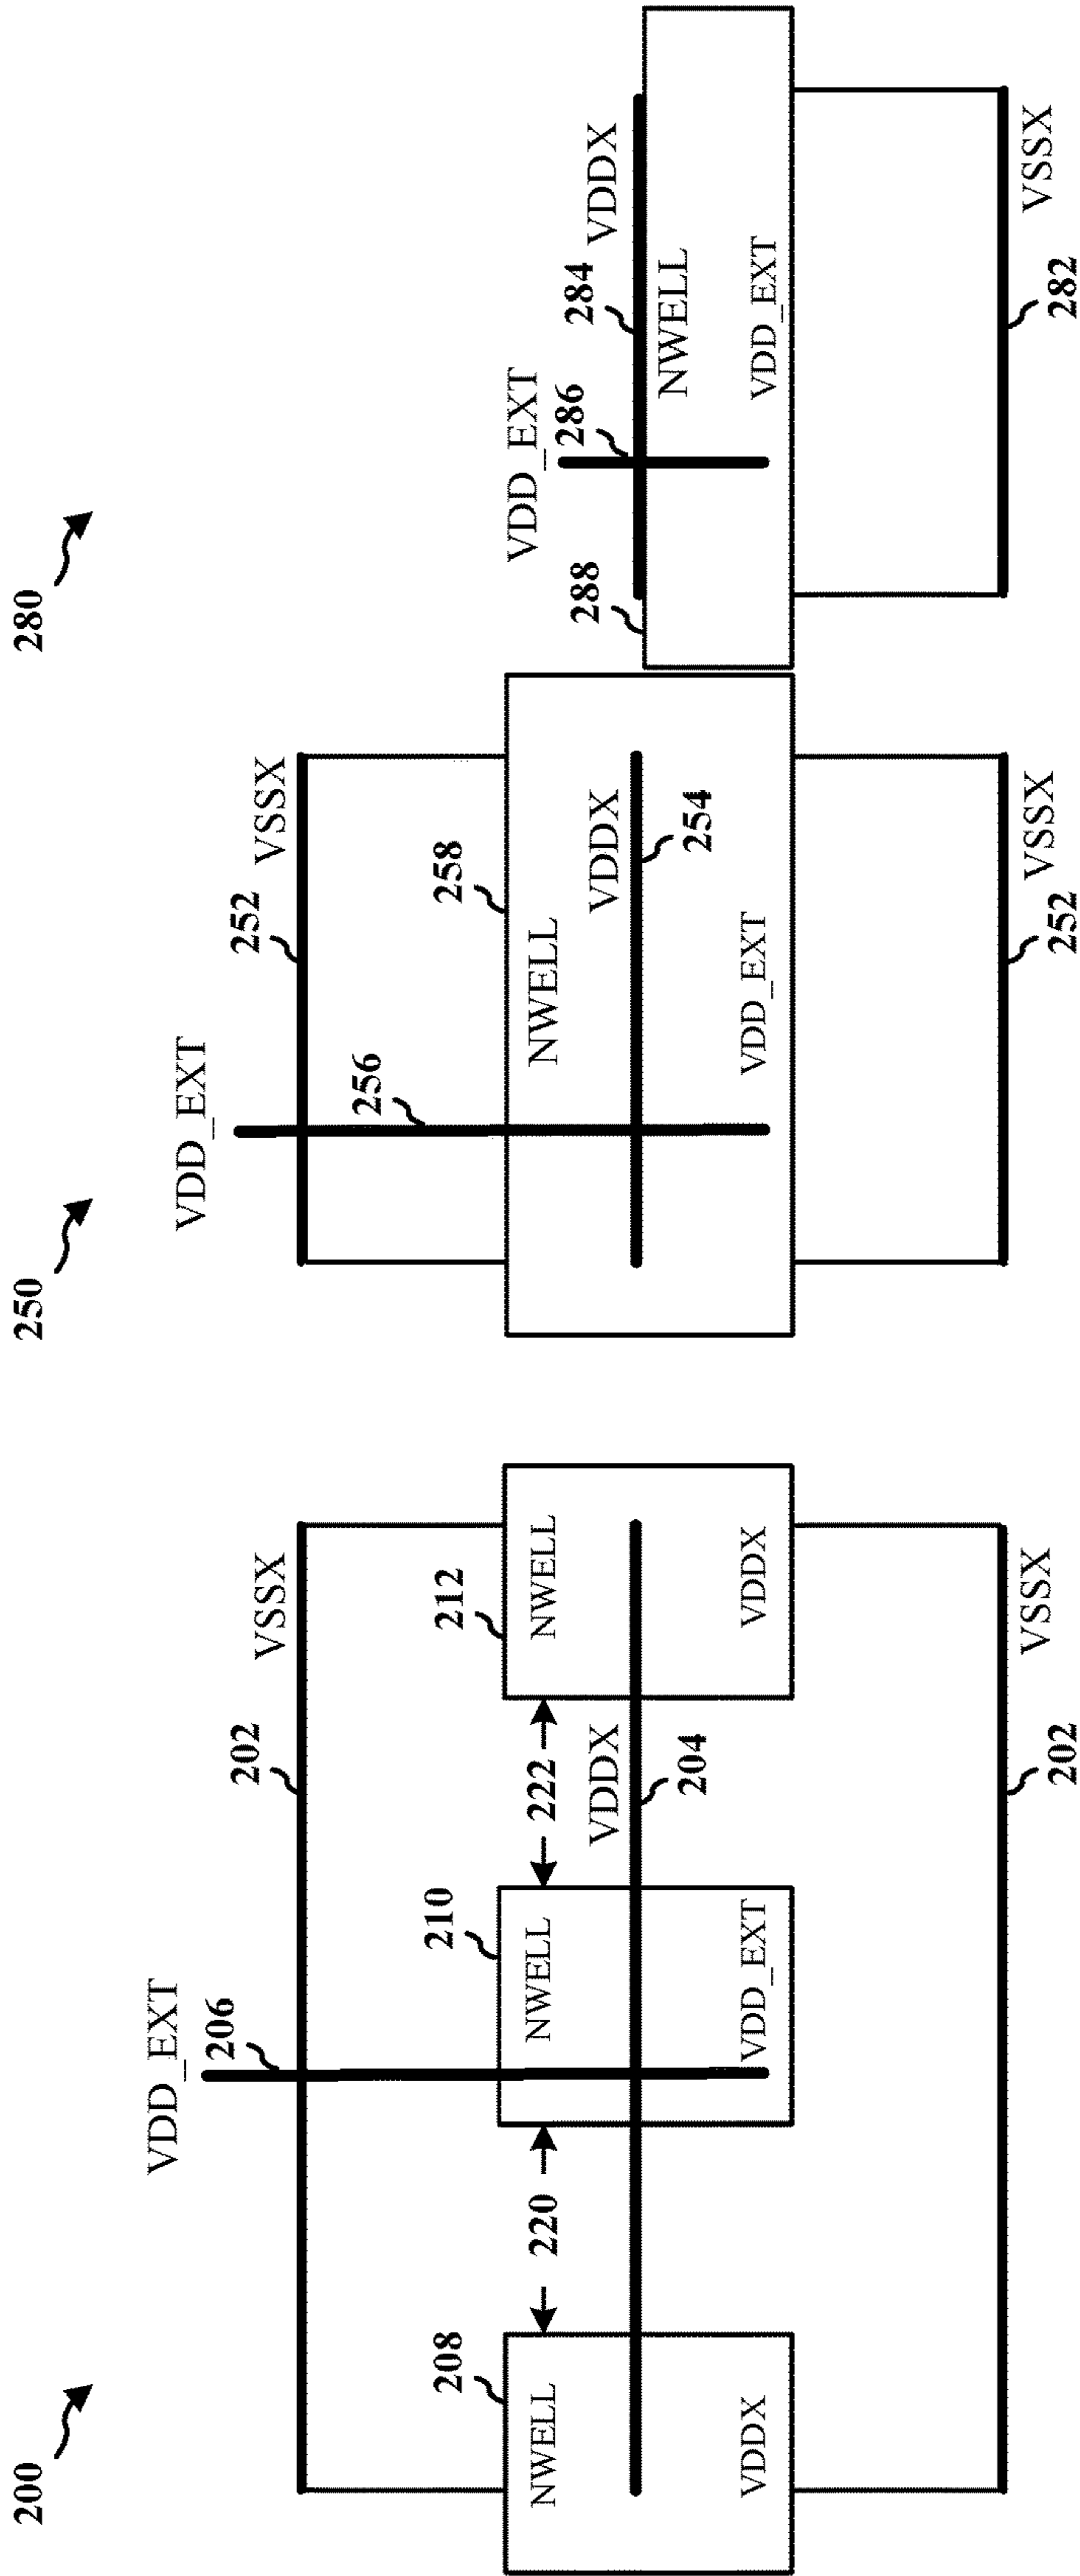 200
VDD_EXT
206
202
VSSX
208
NWELL
VDDX
220
210
NWELL
VDD_EXT
222
VDDX
204
212
NWELL
VDDX
202
VSSX
250
VDD_EXT
252
VSSX
256
258
NWELL
VDDX
254
VDD_EXT
252
VSSX
280
VDD_EXT
286
284
VDDX
288
NWELL
VDD_EXT
282
VSSX